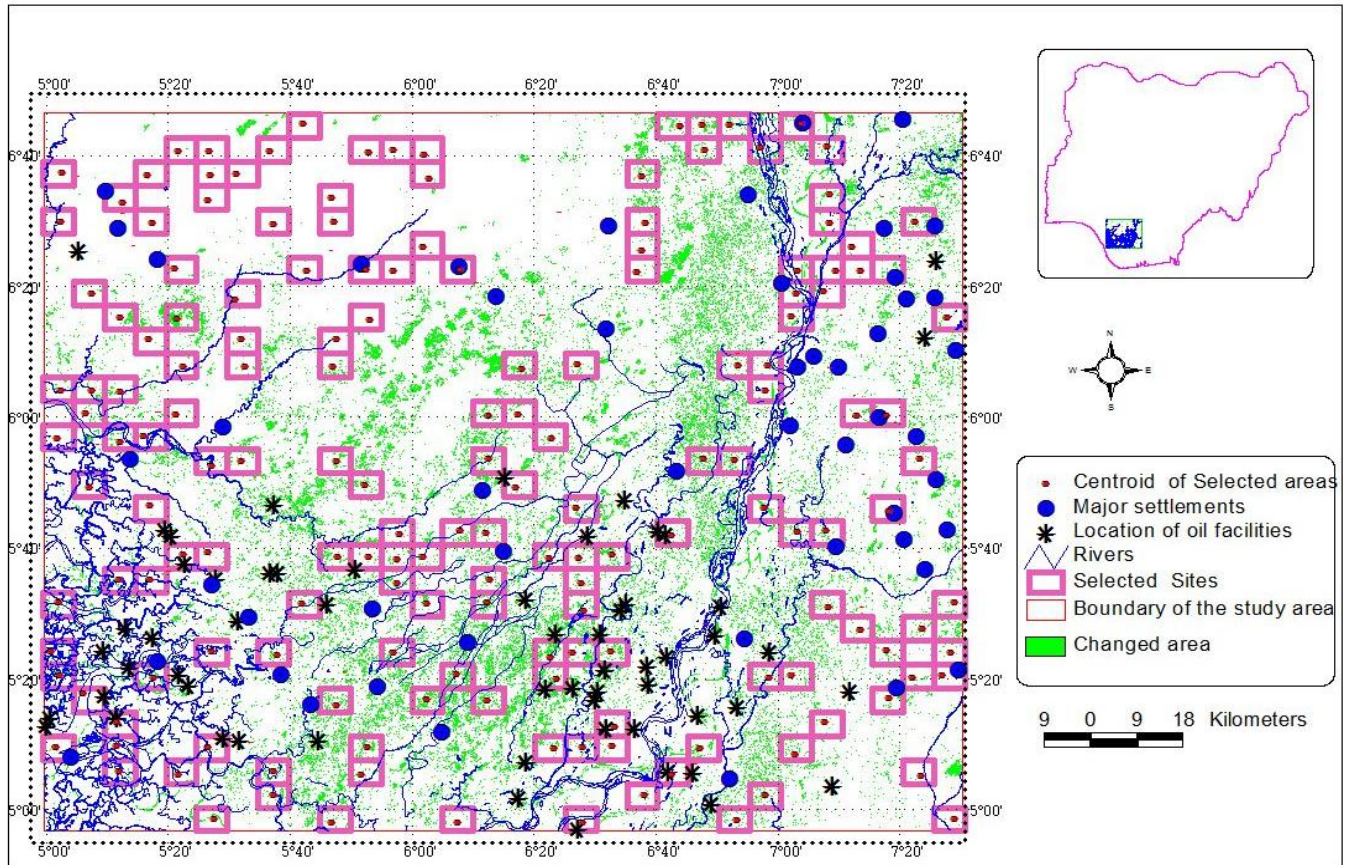 5°00' 5°20' 5°40' 6°00' 6°20' 6°40' 7°00' 7°20'
6°40' 6°40'
6°20' 6°20'
6°00' 6°00'
5°40' 5°40'
5°20' 5°20'
5°00' 5°00'
5°00' 5°20' 5°40' 6°00' 6°20' 6°40' 7°00' 7°20'
N
W E
S
Centroid of Selected areas
Major settlements
Location of oil facilities
Rivers
Selected Sites
Boundary of the study area
Changed area
9 0 9 18 Kilometers